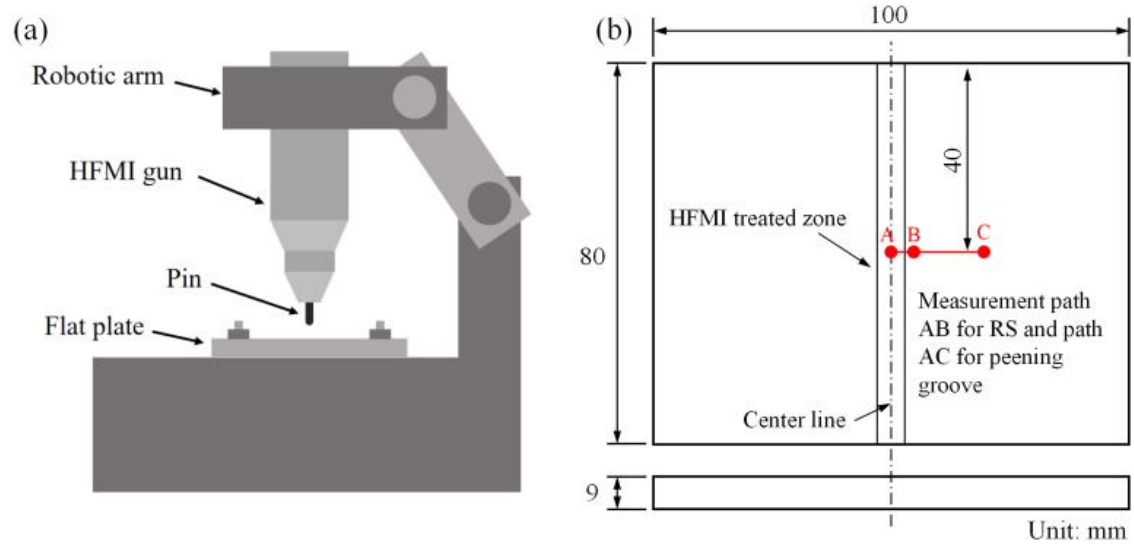 (a)
Robotic arm
HFMI gun
Pin
Flat plate
(b)
100
80
40
HFMI treated zone
A
B
C
Measurement path
AB for RS and path
AC for peening
groove
Center line
9
Unit: mm